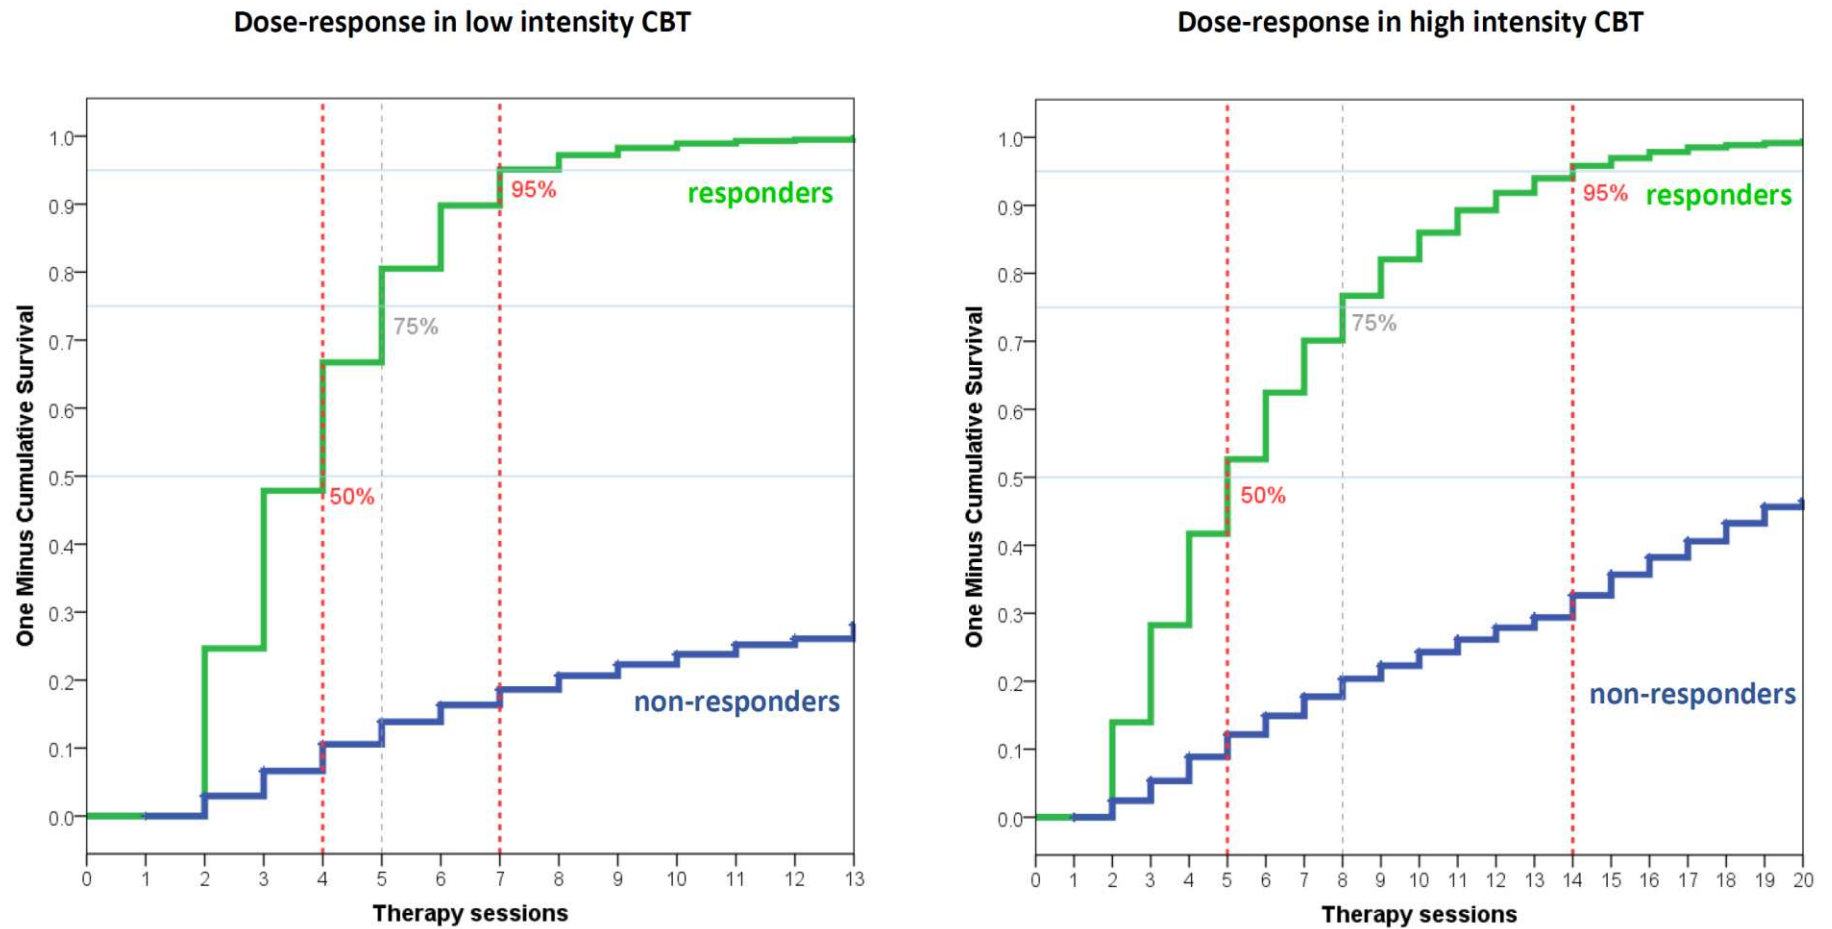 Dose-response in low intensity CBT
One Minus Cumulative Survival
1.0
0.9
0.8
0.7
0.6
0.5
0.4
0.3
0.2
0.1
0.0
95%
responders
75%
50%
non-responders
0 1 2 3 4 5 6 7 8 9 10 11 12 13
Therapy sessions
Dose-response in high intensity CBT
One Minus Cumulative Survival
1.0
0.9
0.8
0.7
0.6
0.5
0.4
0.3
0.2
0.1
0.0
95% responders
75%
50%
non-responders
0 1 2 3 4 5 6 7 8 9 10 11 12 13 14 15 16 17 18 19 20
Therapy sessions